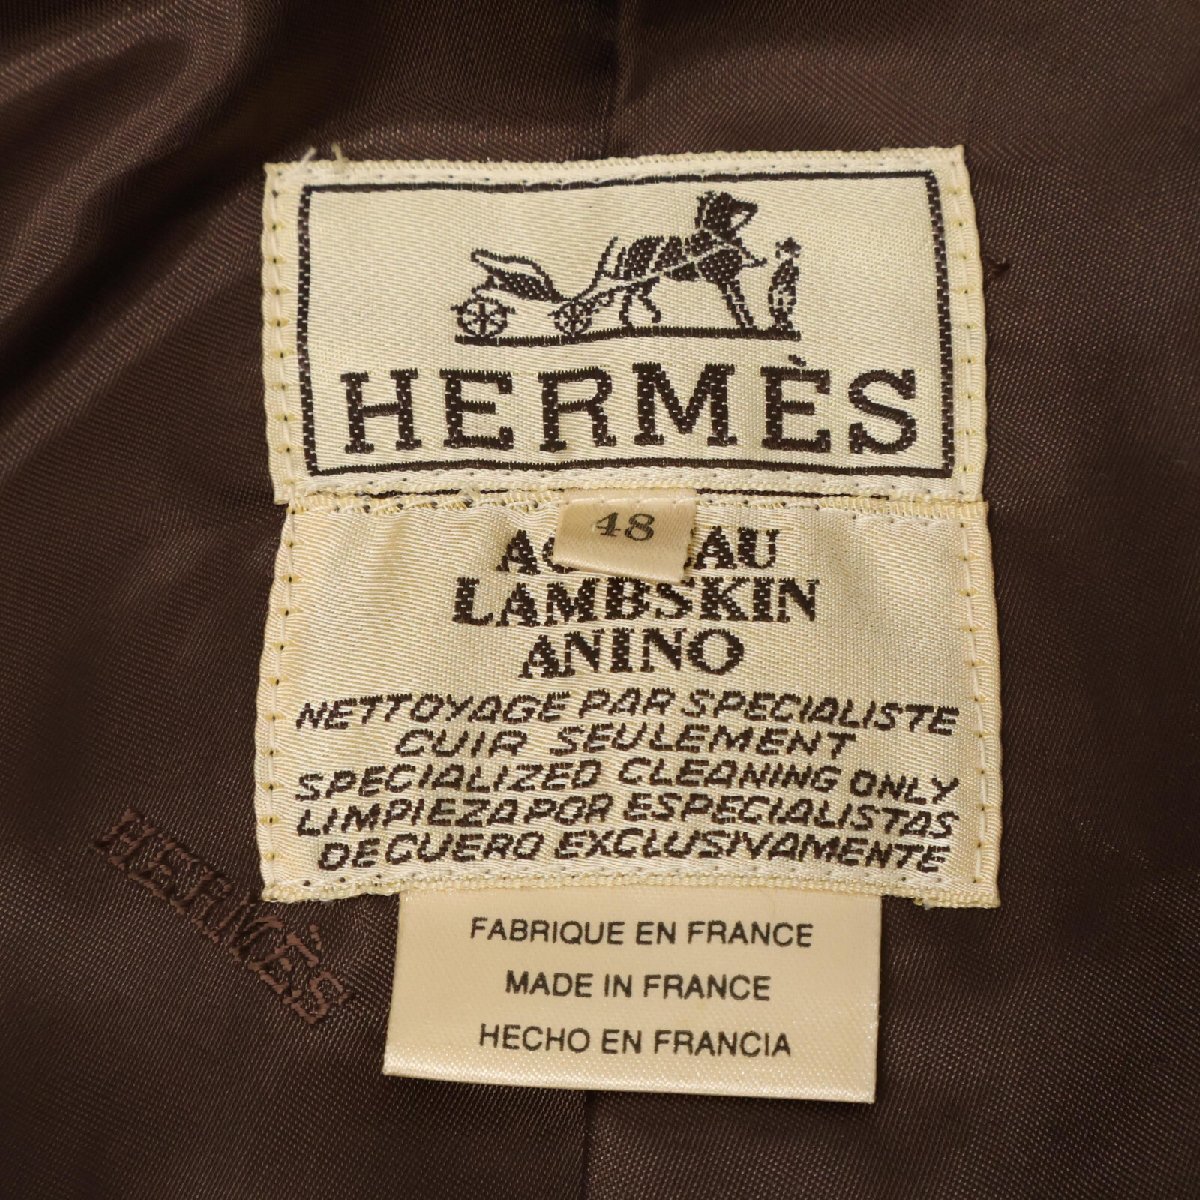 HERMÈS
48
LAMBSKIN
ANINO
NETTOYAGE PAR SPECIALISTE
CUIR SEULEMENT
SPECIALIZED CLEANING ONLY
LIMPIEZA POR ESPECIALISTAS
DE CUERO EXCLUSIVAMENTE
HERMÈS
FABRIQUE EN FRANCE
MADE IN FRANCE
HECHO EN FRANCIA